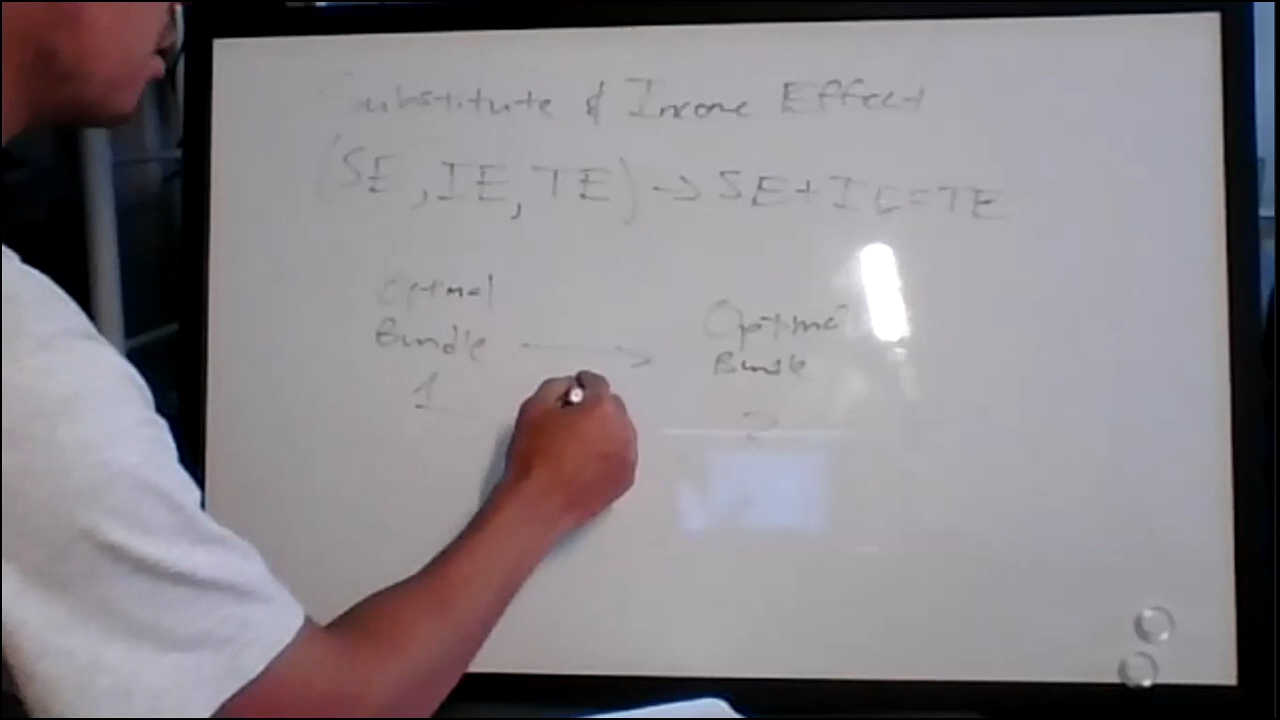 Substitute & Income Effect
(SE, IE, TE) → SE+IE=TE
Optimal
Bundle
1
→
Optimal
Bundle
2